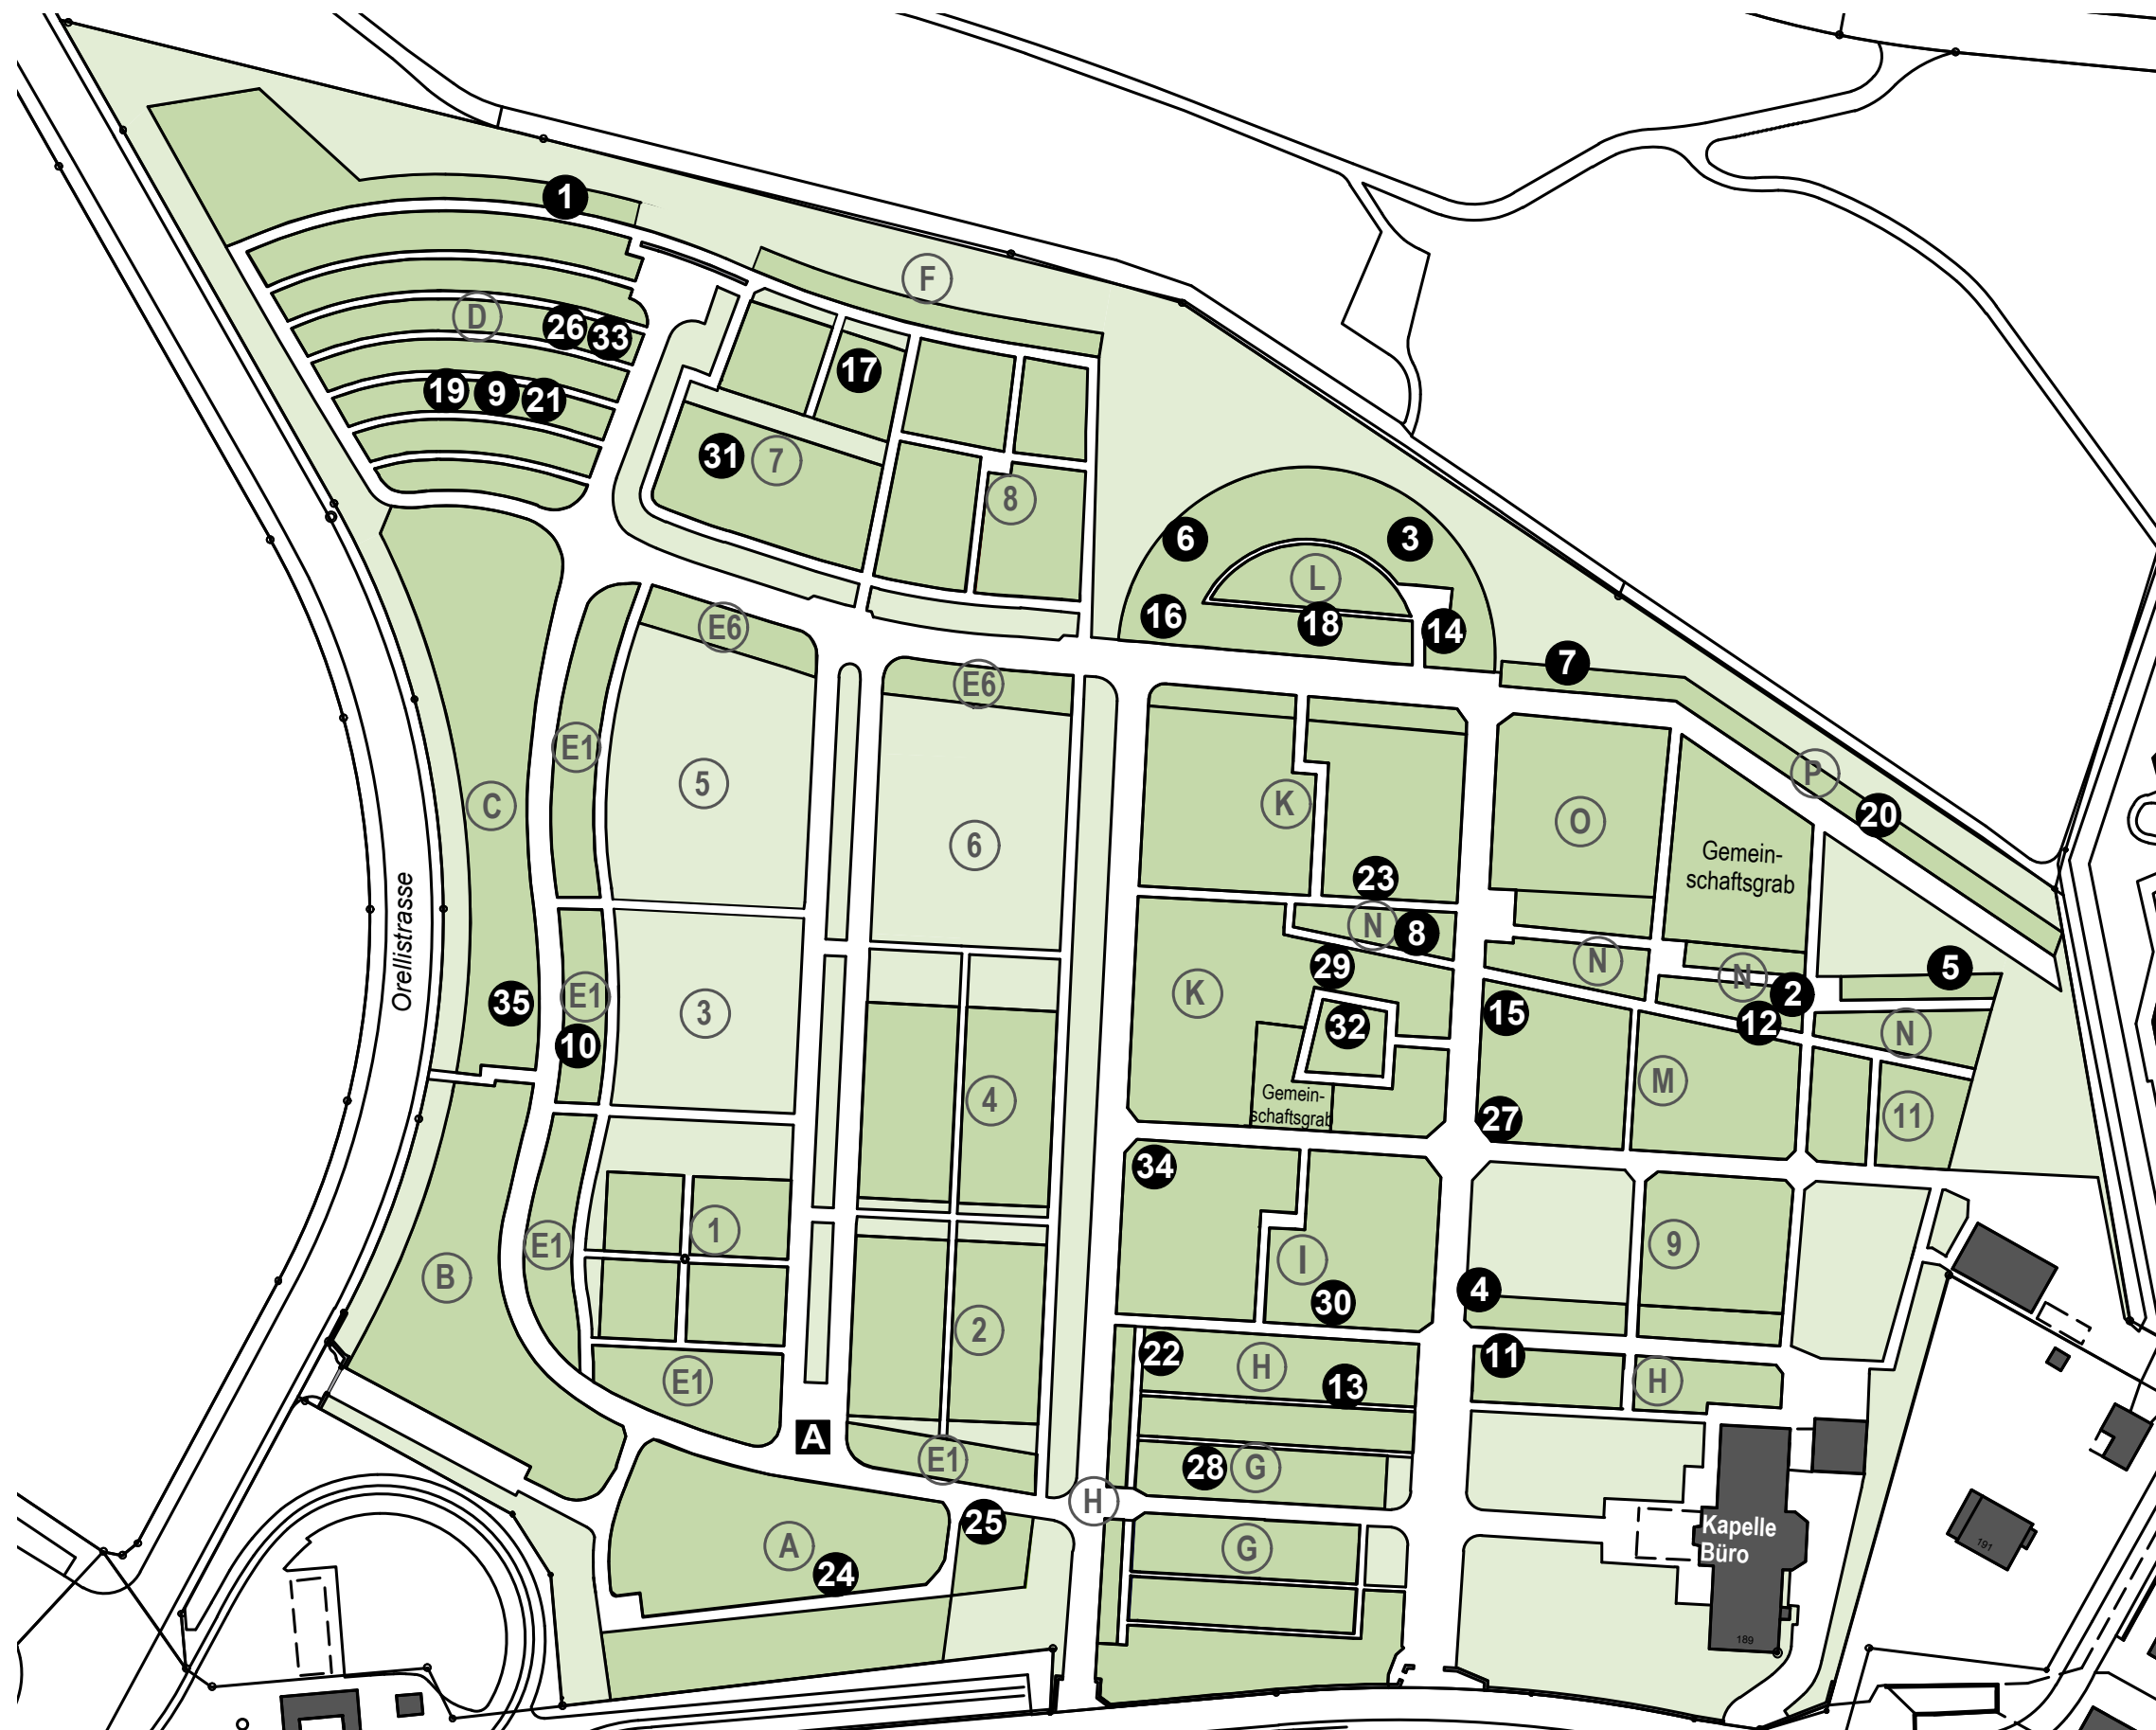 1
F
D
26
33
17
19
9
21
31
7
8
6
3
L
16
18
14
E6
7
E6
E1
5
P
C
K
O
20
6
Gemein-
schaftsgrab
23
N
8
Orellistrasse
29
N
N
5
35
E1
K
2
3
15
12
32
N
10
4
M
Gemein-
schaftsgrab
27
11
34
1
E1
I
9
B
4
30
2
22
H
11
13
E1
H
A
E1
28
G
H
25
Kapelle
Büro
A
G
24
191
189